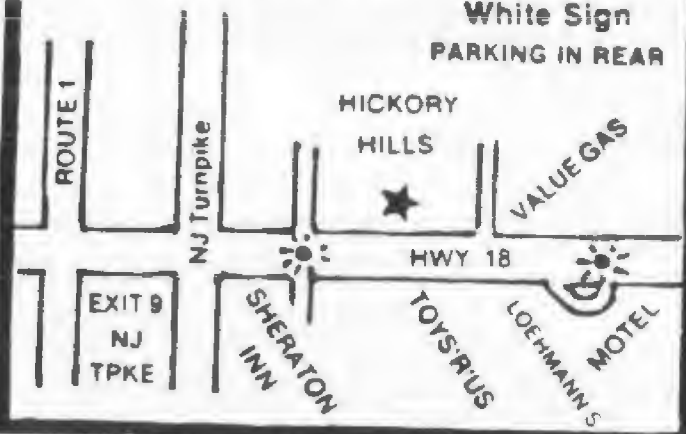 White Sign
PARKING IN REAR
HICKORY
HILLS
ROUTE 1
NJ Turnpike
VALUE GAS
HWY 18
EXIT 9
NJ
TPKE
SHERATON
INN
TOYS'R'US
LOEHMANN S
MOTEL